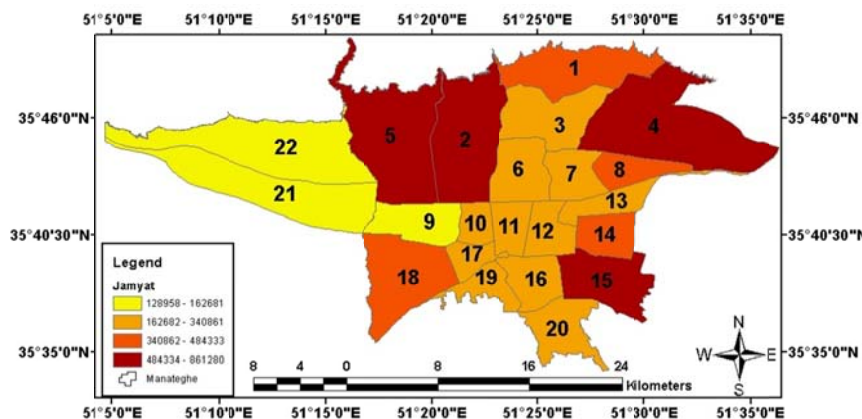 51°5'0"E 51°10'0"E 51°15'0"E 51°20'0"E 51°25'0"E 51°30'0"E 51°35'0"E
35°46'0"N 35°46'0"N
35°40'30"N 35°40'30"N
35°35'0"N 35°35'0"N
1
3
4
5
2
22
6
7
8
21
13
9
10
11
12
14
17
18
19
16
15
20
Legend
Jamyat
128958 - 162681
162682 - 340861
340862 - 484333
484334 - 861280
Manateghe
8 4 0 8 16 24
Kilometers
N
W E
S
51°5'0"E 51°10'0"E 51°15'0"E 51°20'0"E 51°25'0"E 51°30'0"E 51°35'0"E